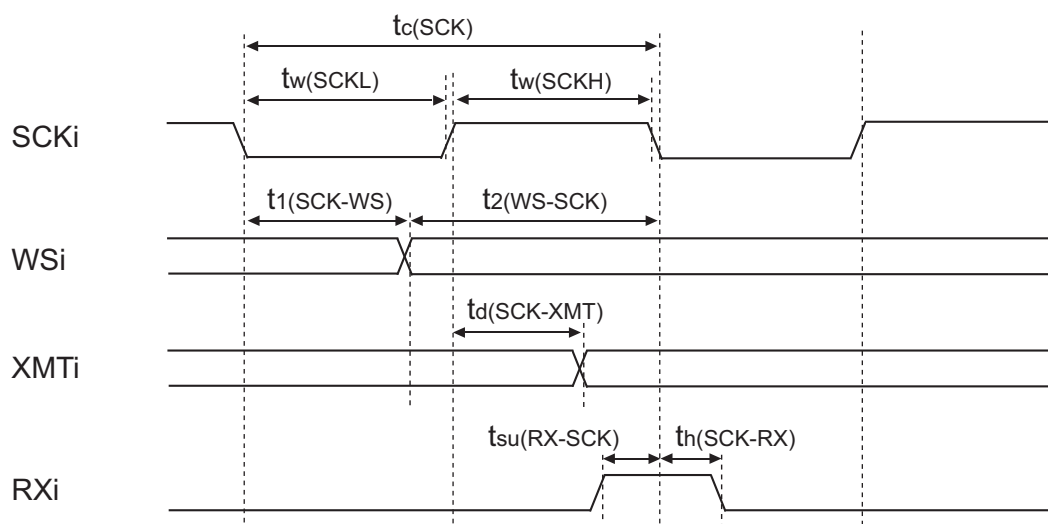 tc(SCK)
tw(SCKL) tw(SCKH)
SCKi
t1(SCK-WS) t2(WS-SCK)
WSi
td(SCK-XMT)
XMTi
tsu(RX-SCK) th(SCK-RX)
RXi